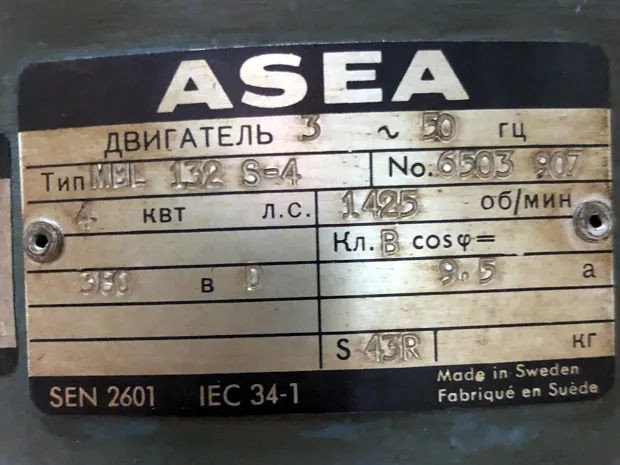 ASEA
ДВИГАТЕЛЬ 3 ~ 50 гц
Тип MBL 132 S-4 No. 6503 907
4 квт л.с. 1425 об/мин
Кл. B cosφ=
380 в D 9.5 а
S 43R кг
SEN 2601 IEC 34-1
Made in Sweden
Fabriqué en Suède